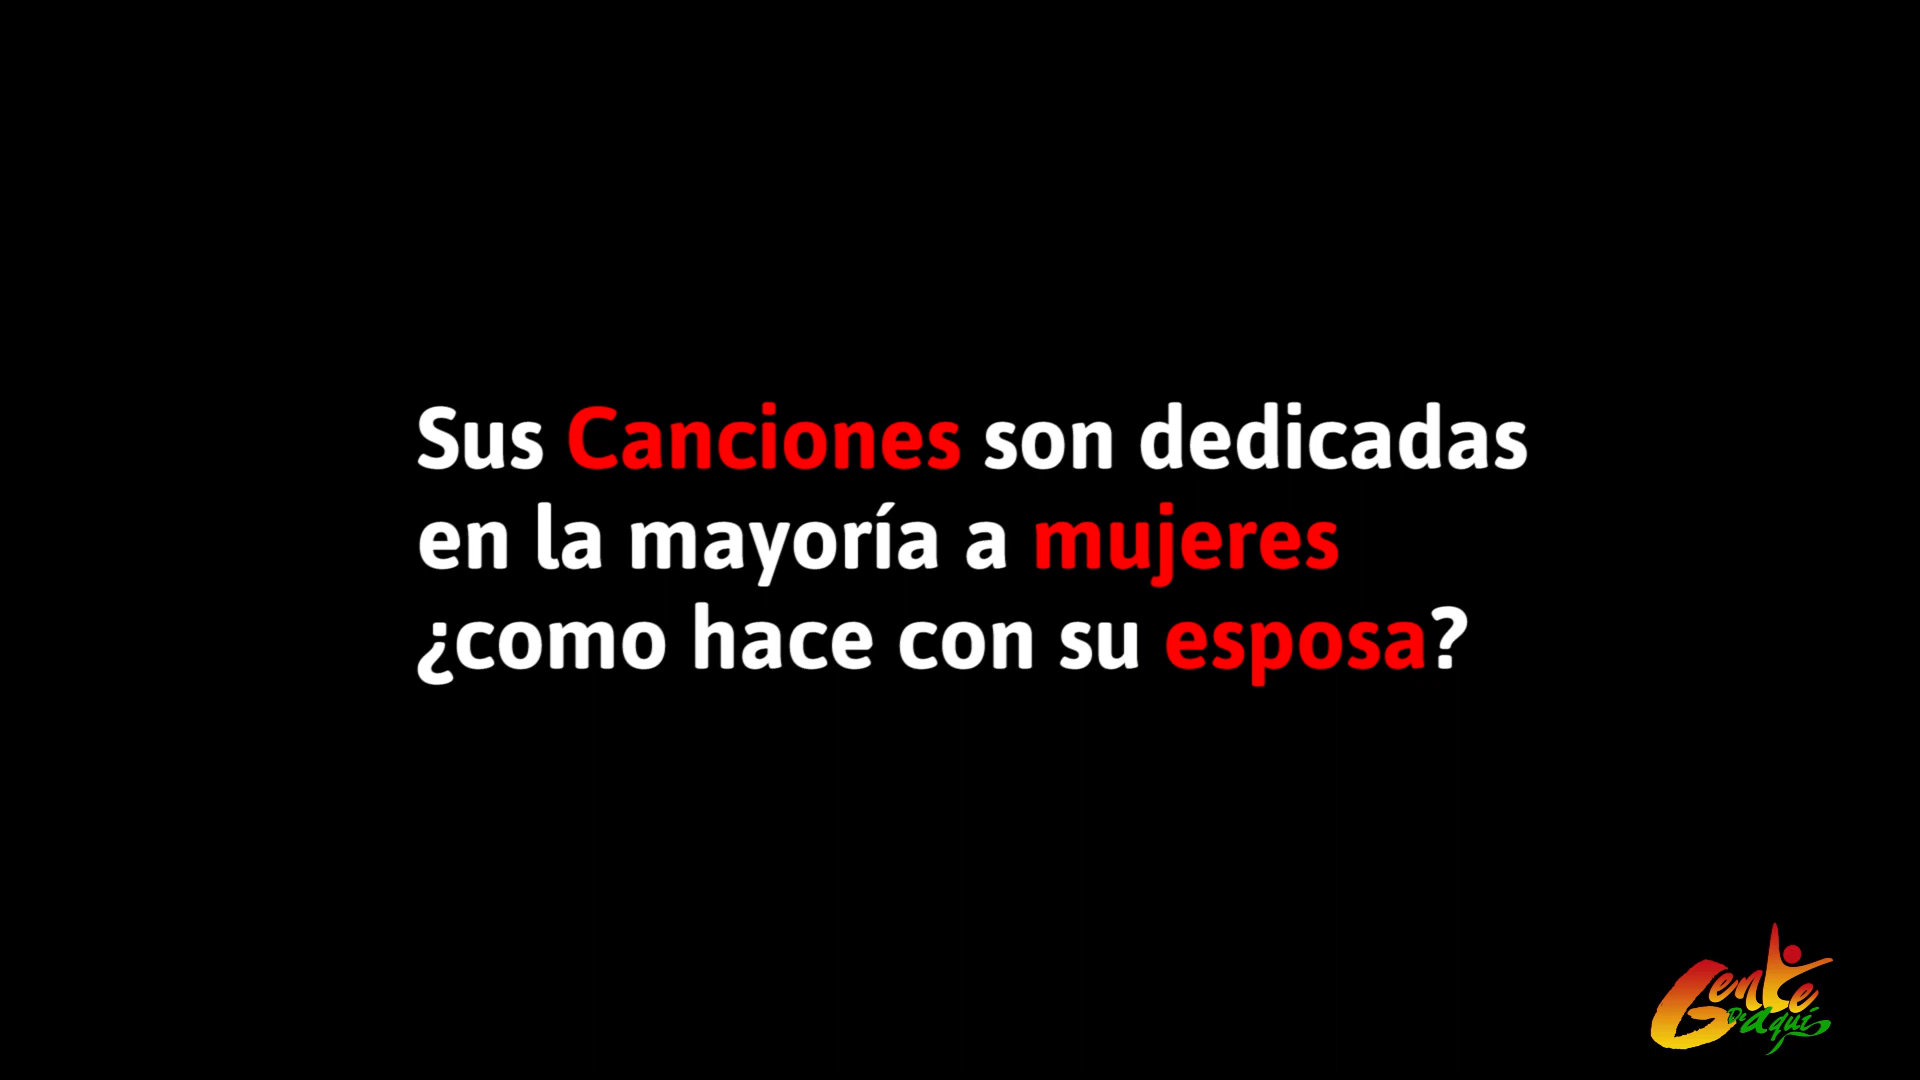 Sus Canciones son dedicadas
en la mayoría a mujeres
¿como hace con su esposa?
Gente
De aquí